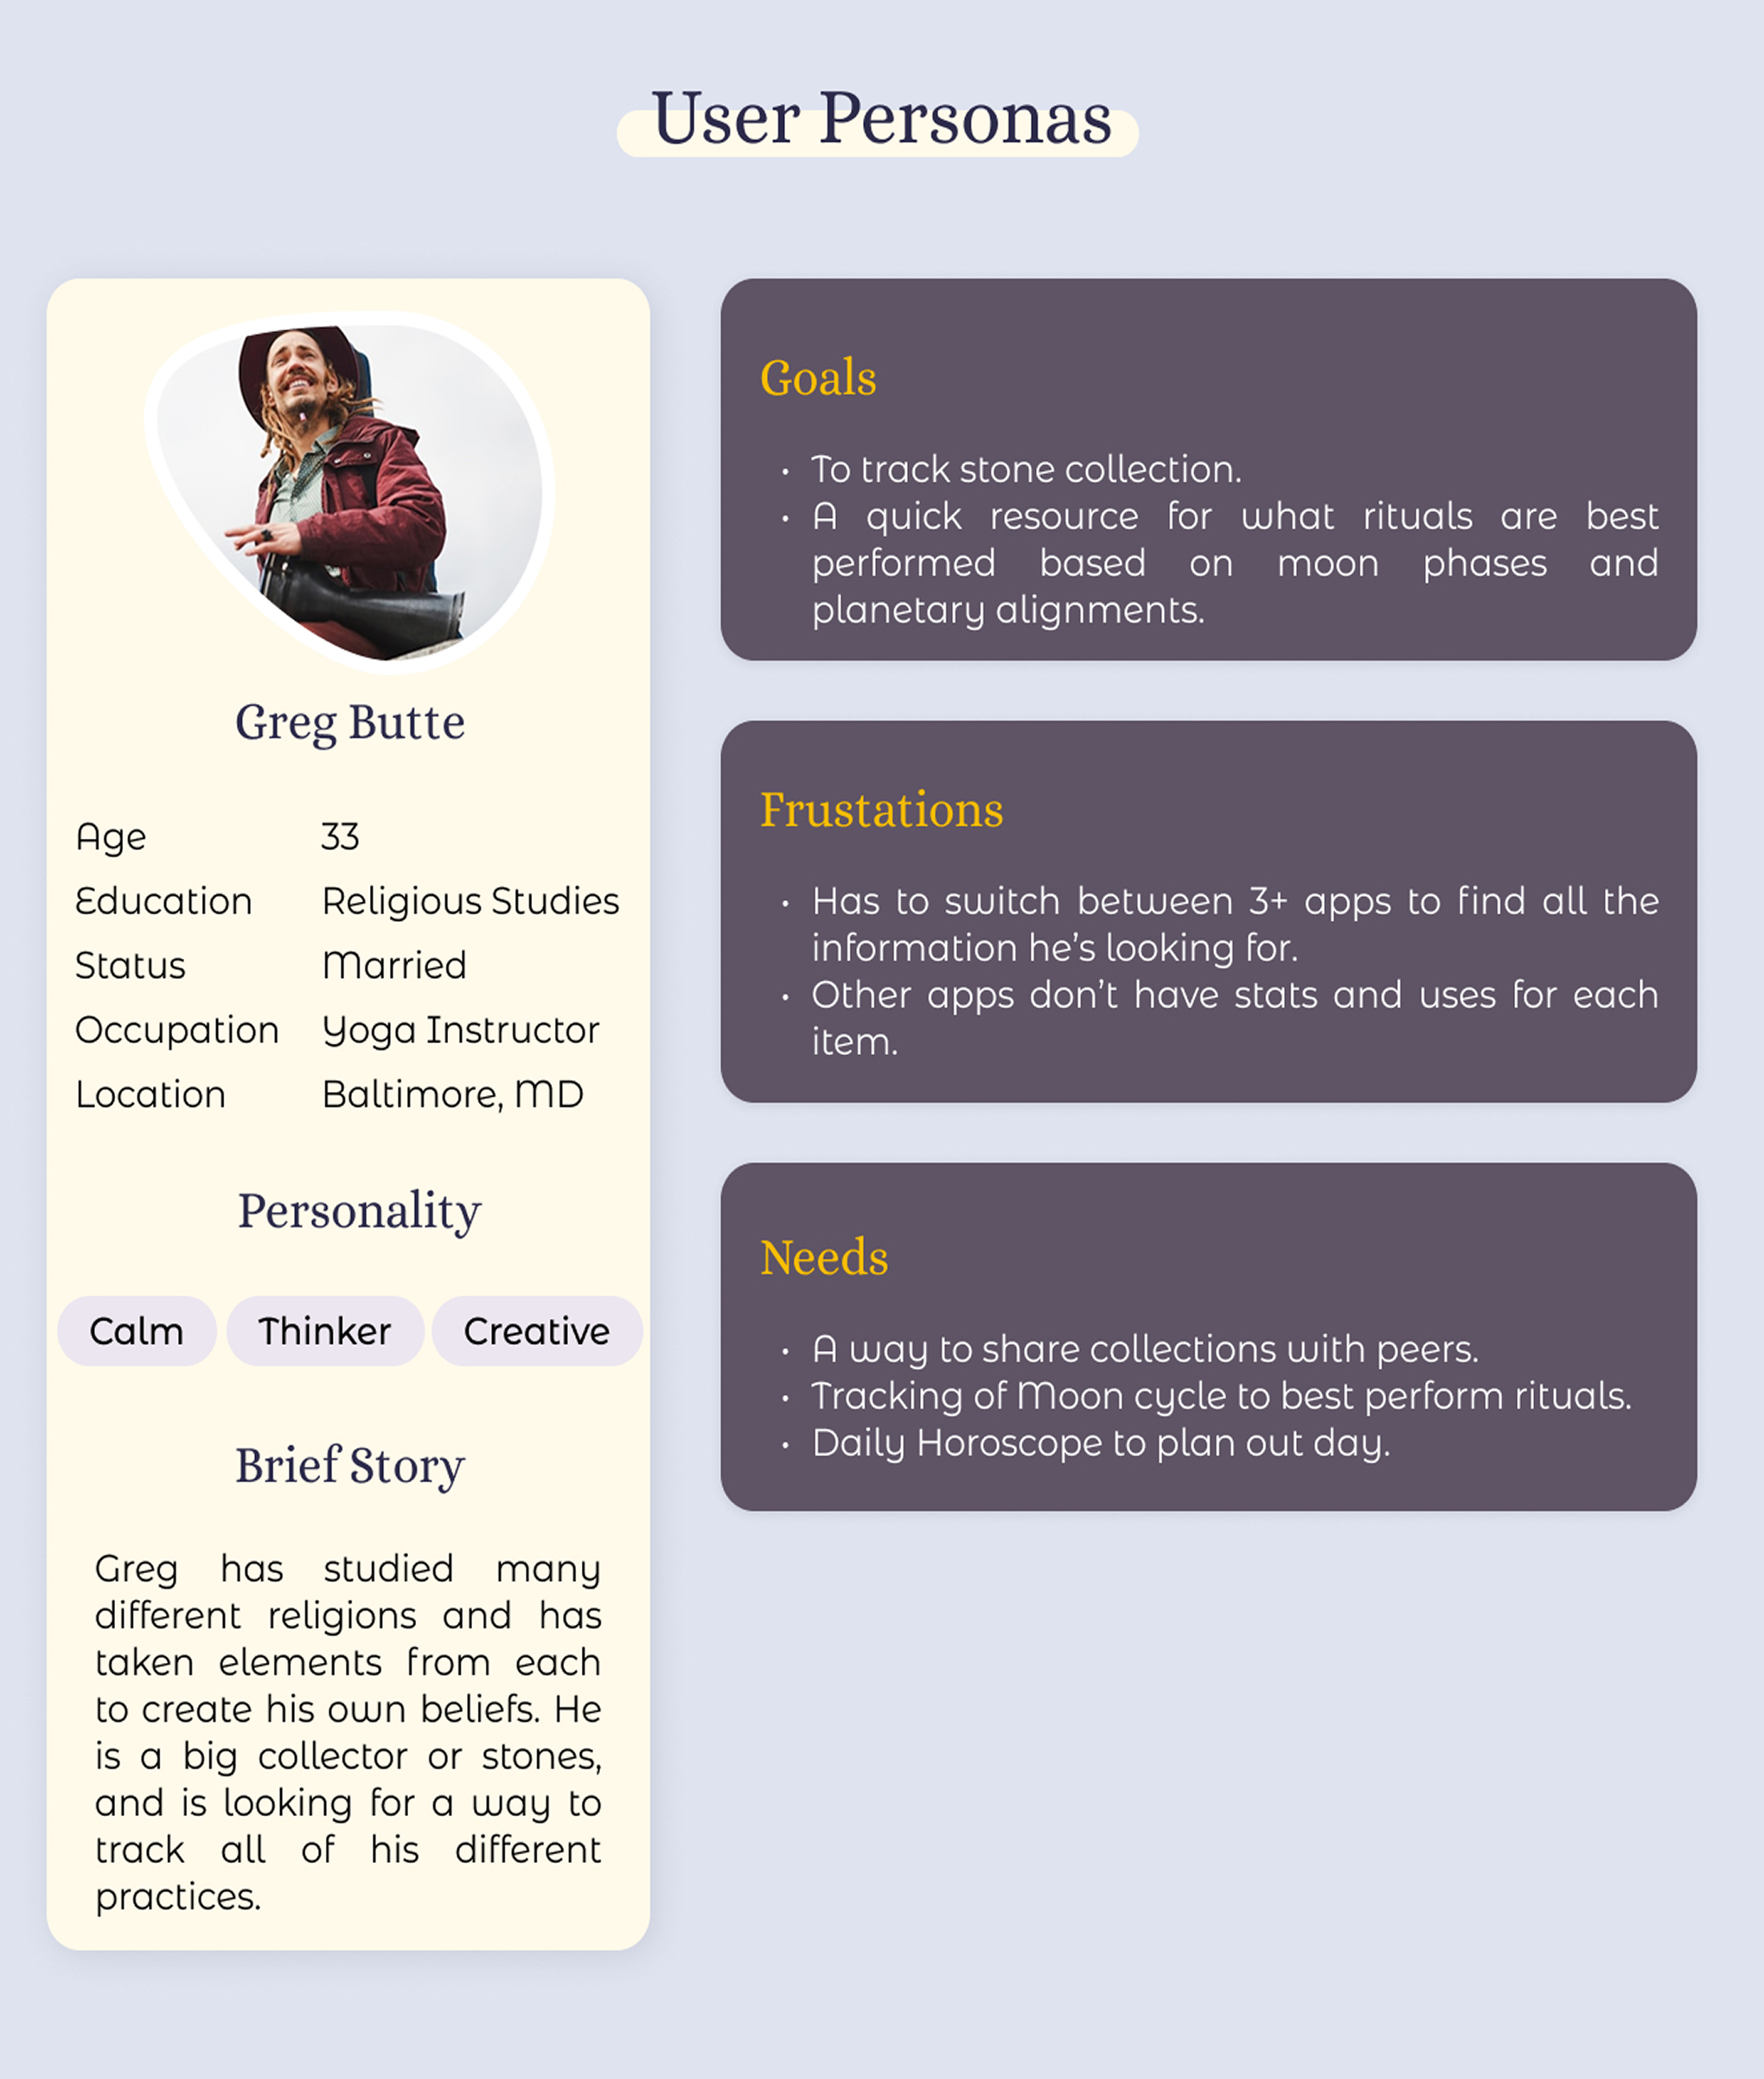 User Personas
Greg Butte
Age 33
Education Religious Studies
Status Married
Occupation Yoga Instructor
Location Baltimore, MD
Personality
Calm Thinker Creative
Brief Story
Greg has studied many
different religions and has
taken elements from each
to create his own beliefs. He
is a big collector or stones,
and is looking for a way to
track all of his different
practices.
Goals
• To track stone collection.
• A quick resource for what rituals are best
performed based on moon phases and
planetary alignments.
Frustations
• Has to switch between 3+ apps to find all the
information he’s looking for.
• Other apps don’t have stats and uses for each
item.
Needs
• A way to share collections with peers.
• Tracking of Moon cycle to best perform rituals.
• Daily Horoscope to plan out day.